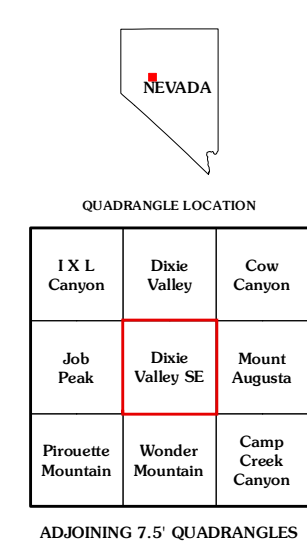 NEVADA
QUADRANGLE LOCATION
I X L
Canyon
Dixie
Valley
Cow
Canyon
Job
Peak
Dixie
Valley SE
Mount
Augusta
Pirouette
Mountain
Wonder
Mountain
Camp
Creek
Canyon
ADJOINING 7.5' QUADRANGLES